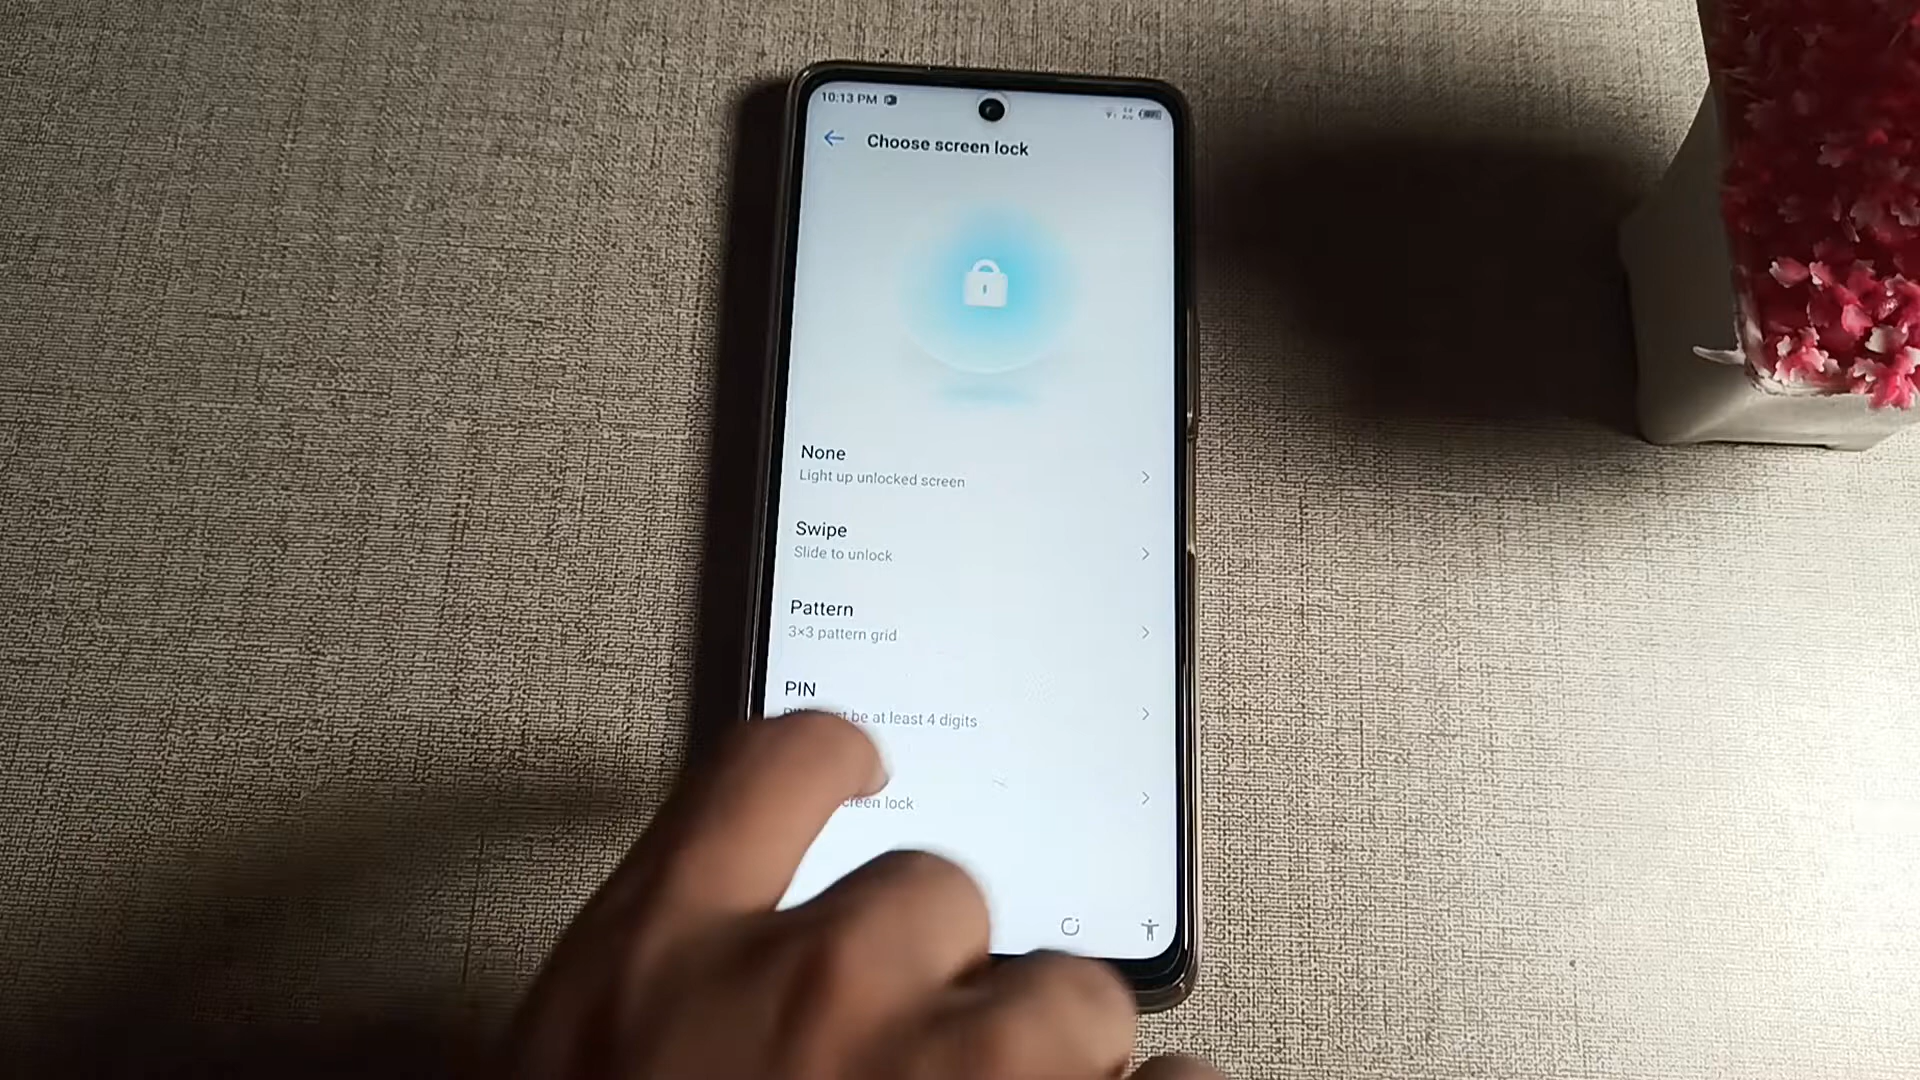 10:13 PM
Choose screen lock
None
Light up unlocked screen
Swipe
Slide to unlock
Pattern
3×3 pattern grid
PIN
be at least 4 digits
screen lock